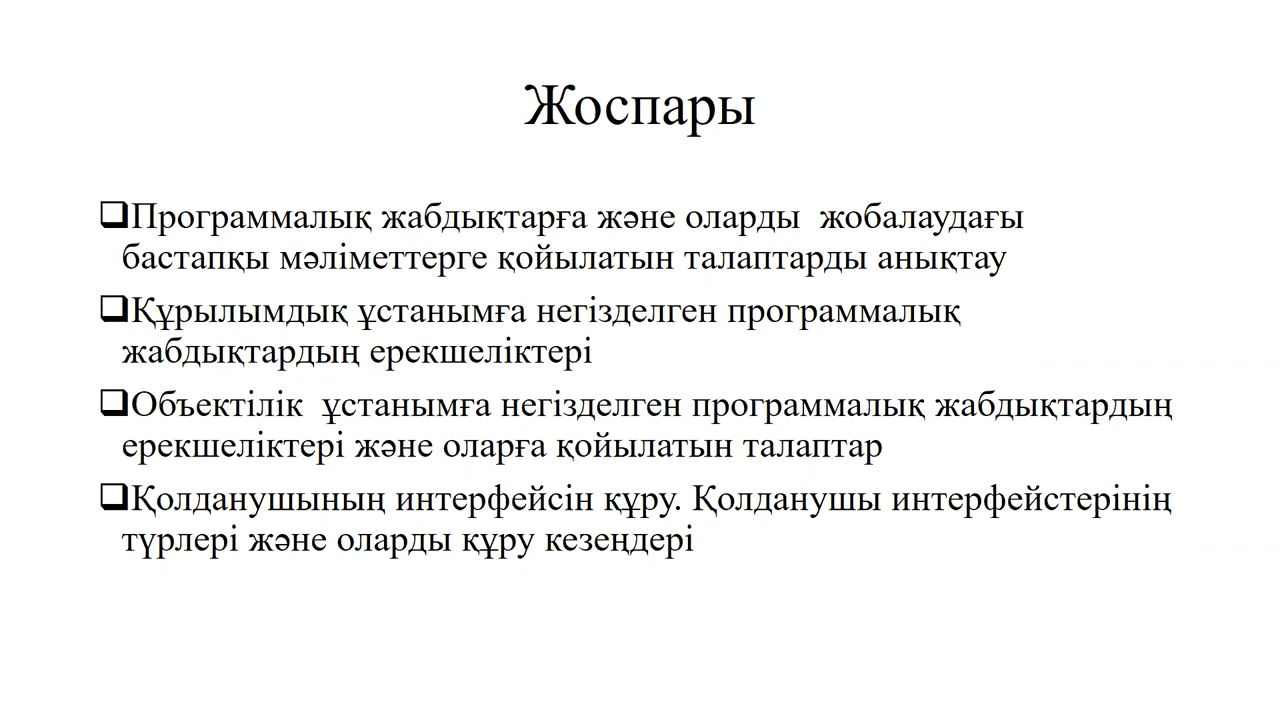 Жоспары
❑Программалық жабдықтарға және оларды  жобалаудағы
бастапқы мәліметтерге қойылатын талаптарды анықтау
❑Құрылымдық ұстанымға негізделген программалық
жабдықтардың ерекшеліктері
❑Объектілік  ұстанымға негізделген программалық жабдықтардың
ерекшеліктері және оларға қойылатын талаптар
❑Қолданушының интерфейсін құру. Қолданушы интерфейстерінің
түрлері және оларды құру кезеңдері